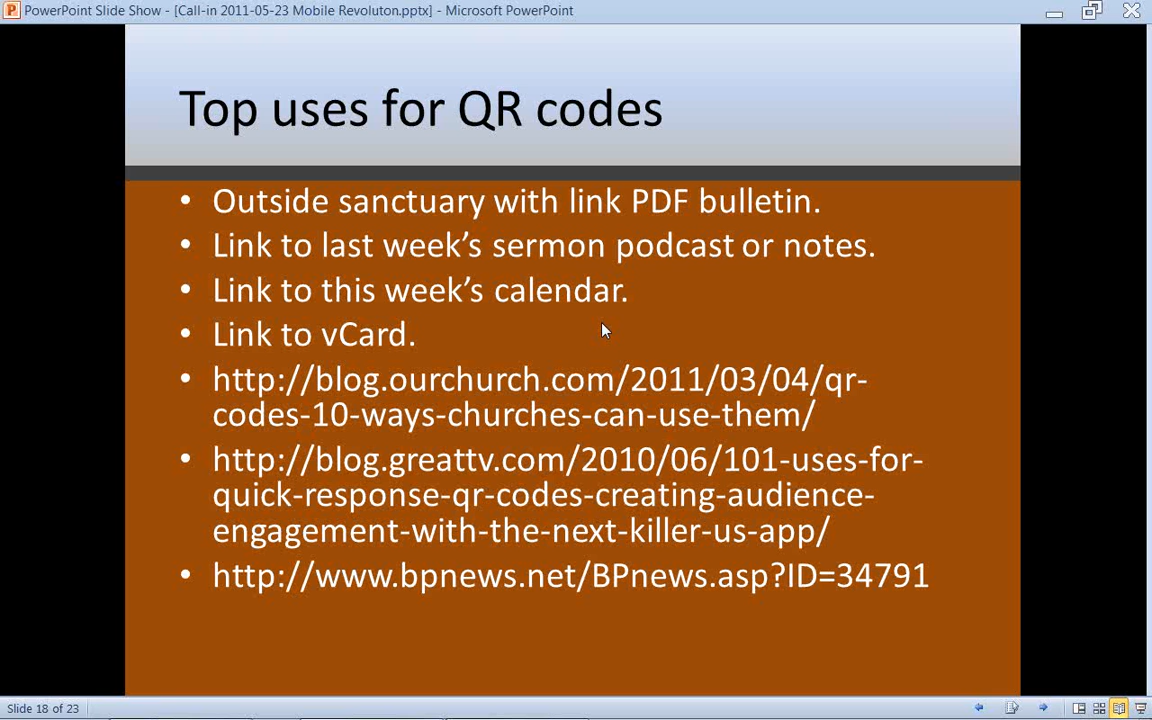 PowerPoint Slide Show - [Call-in 2011-05-23 Mobile Revoluton.pptx] - Microsoft PowerPoint
Top uses for QR codes
• Outside sanctuary with link PDF bulletin.
• Link to last week’s sermon podcast or notes.
• Link to this week’s calendar.
• Link to vCard.
• http://blog.ourchurch.com/2011/03/04/qr-
codes-10-ways-churches-can-use-them/
• http://blog.greattv.com/2010/06/101-uses-for-
quick-response-qr-codes-creating-audience-
engagement-with-the-next-killer-us-app/
• http://www.bpnews.net/BPnews.asp?ID=34791
Slide 18 of 23